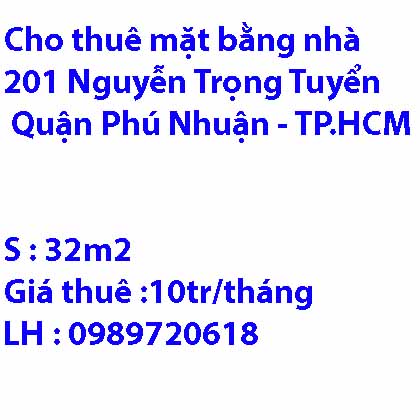 Cho thuê mặt bằng nhà
201 Nguyễn Trọng Tuyển
Quận Phú Nhuận - TP.HCM
S : 32m2
Giá thuê :10tr/tháng
LH : 0989720618